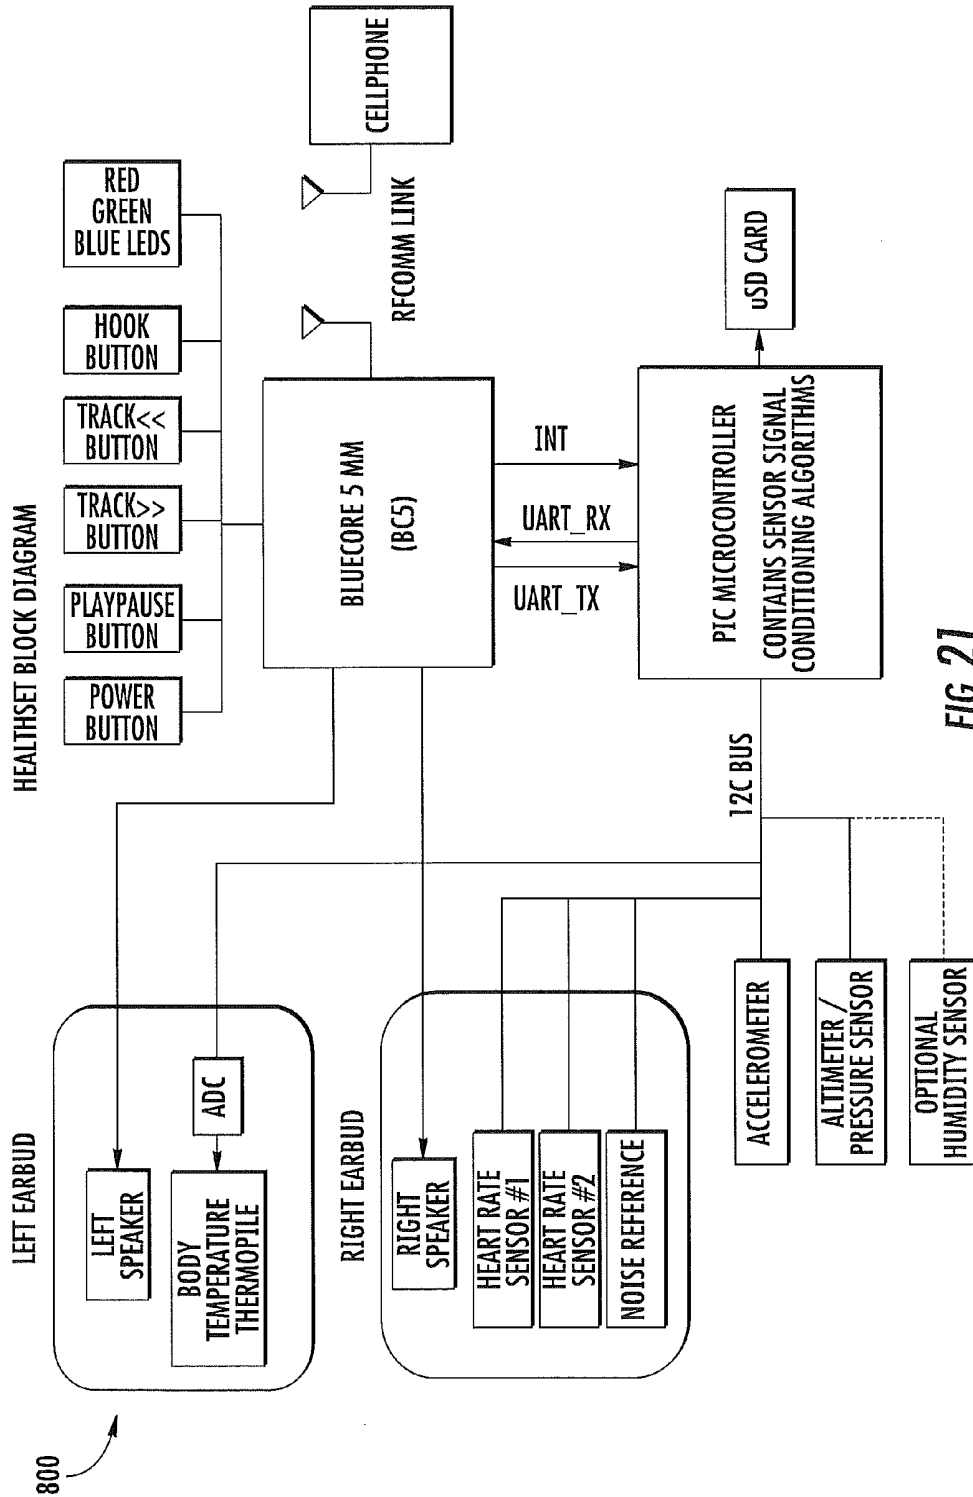 HEALTHSET BLOCK DIAGRAM
POWER
BUTTON
PLAYPAUSE
BUTTON
TRACK>>
BUTTON
TRACK<<
BUTTON
HOOK
BUTTON
RED
GREEN
BLUE LEDS
BLUECORE 5 MM
(BC5)
RFCOMM LINK
CELLPHONE
800
LEFT EARBUD
LEFT
SPEAKER
BODY
TEMPERATURE
THERMOPILE
ADC
RIGHT EARBUD
RIGHT
SPEAKER
HEART RATE
SENSOR #1
HEART RATE
SENSOR #2
NOISE REFERENCE
UART_TX
UART_RX
INT
PIC MICROCONTROLLER
CONTAINS SENSOR SIGNAL
CONDITIONING ALGORITHMS
uSD CARD
12C BUS
ACCELEROMETER
ALTIMETER/
PRESSURE SENSOR
OPTIONAL
HUMIDITY SENSOR
FIG. 21